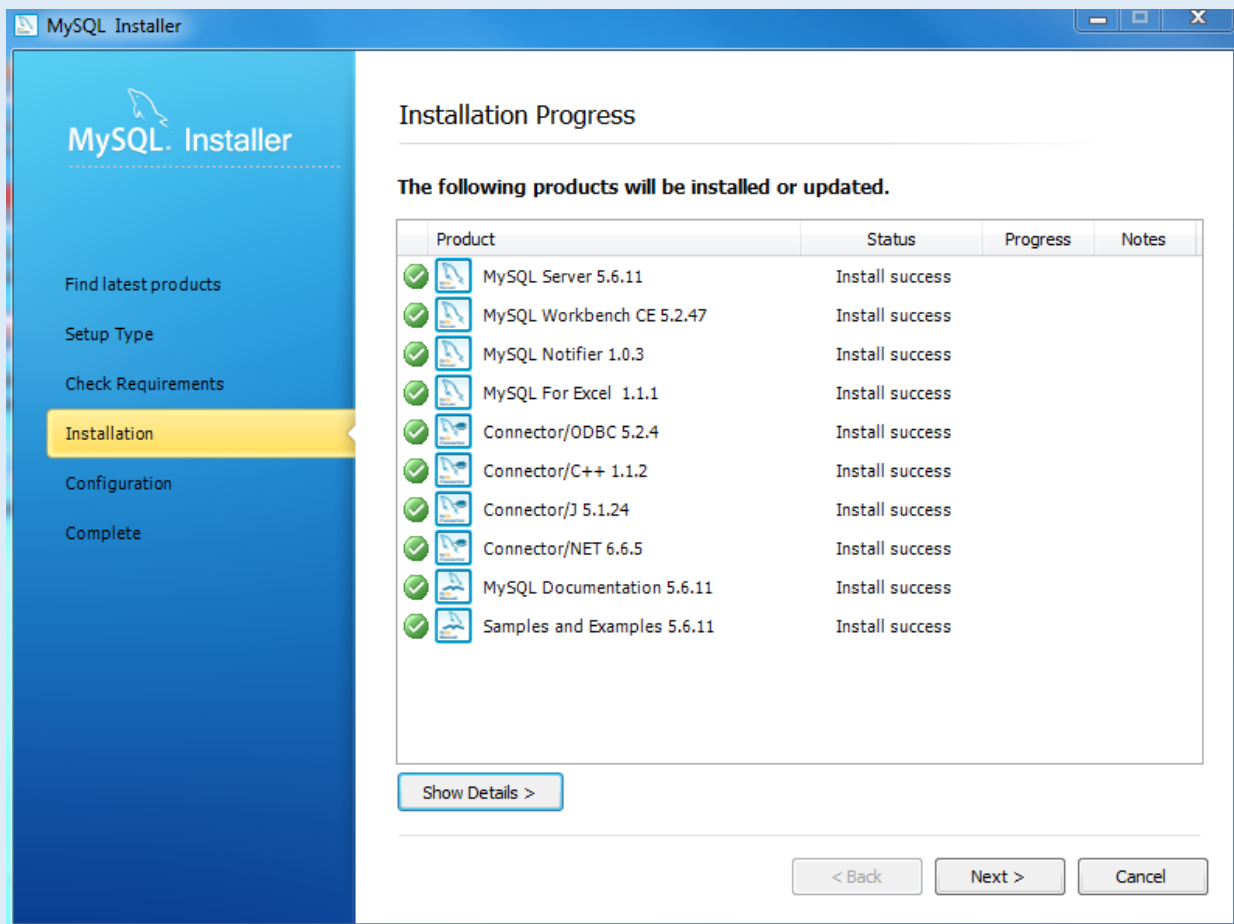 MySQL Installer
MySQL. Installer
Find latest products
Setup Type
Check Requirements
Installation
Configuration
Complete
Installation Progress
The following products will be installed or updated.
Product Status Progress Notes
MySQL Server 5.6.11 Install success
MySQL Workbench CE 5.2.47 Install success
MySQL Notifier 1.0.3 Install success
MySQL For Excel 1.1.1 Install success
Connector/ODBC 5.2.4 Install success
Connector/C++ 1.1.2 Install success
Connector/J 5.1.24 Install success
Connector/NET 6.6.5 Install success
MySQL Documentation 5.6.11 Install success
Samples and Examples 5.6.11 Install success
Show Details >
< Back Next > Cancel